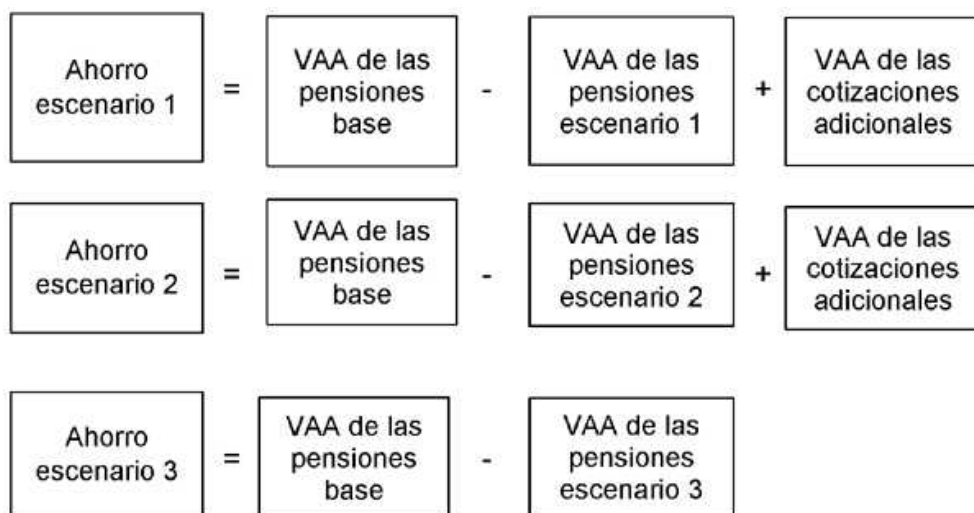 Ahorro
escenario 1
=
VAA de las
pensiones
base
-
VAA de las
pensiones
escenario 1
+
VAA de las
cotizaciones
adicionales
Ahorro
escenario 2
=
VAA de las
pensiones
base
-
VAA de las
pensiones
escenario 2
+
VAA de las
cotizaciones
adicionales
Ahorro
escenario 3
=
VAA de las
pensiones
base
-
VAA de las
pensiones
escenario 3